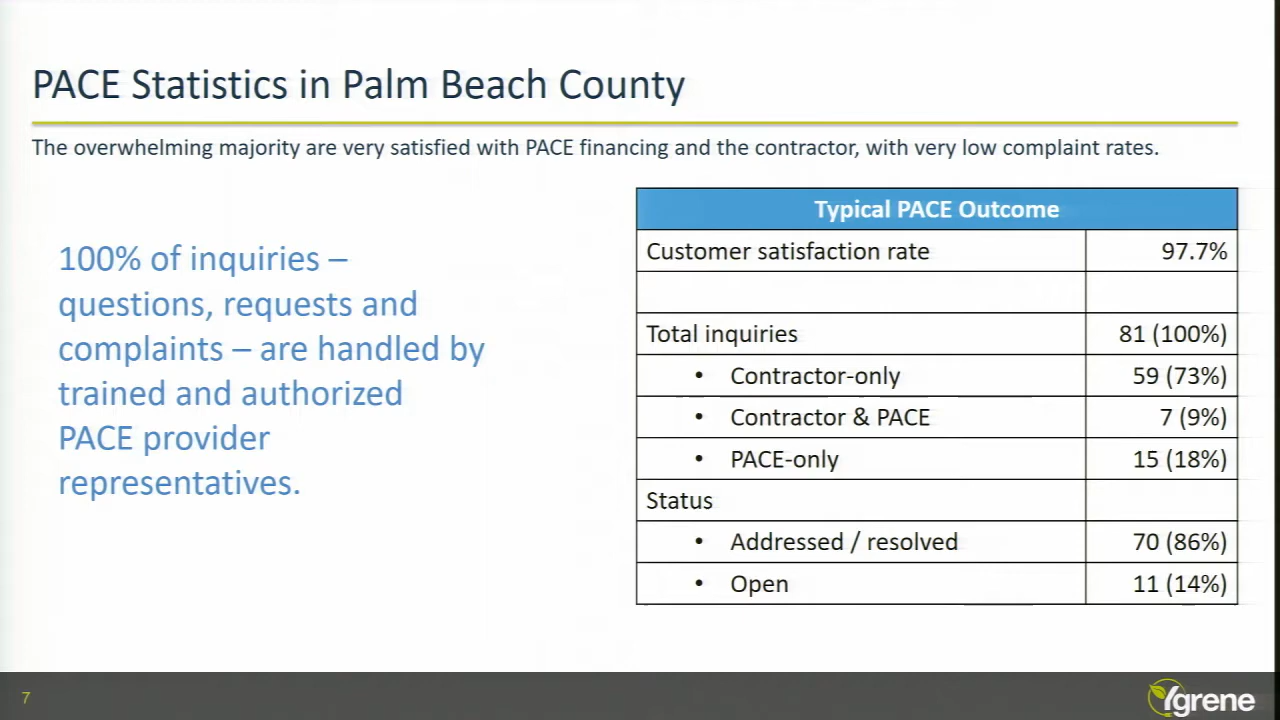 PACE Statistics in Palm Beach County
The overwhelming majority are very satisfied with PACE financing and the contractor, with very low complaint rates.
100% of inquiries –
questions, requests and
complaints – are handled by
trained and authorized
PACE provider
representatives.
Typical PACE Outcome
Customer satisfaction rate 97.7%
Total inquiries 81 (100%)
• Contractor-only 59 (73%)
• Contractor & PACE 7 (9%)
• PACE-only 15 (18%)
Status
• Addressed / resolved 70 (86%)
• Open 11 (14%)
7
Ygrene